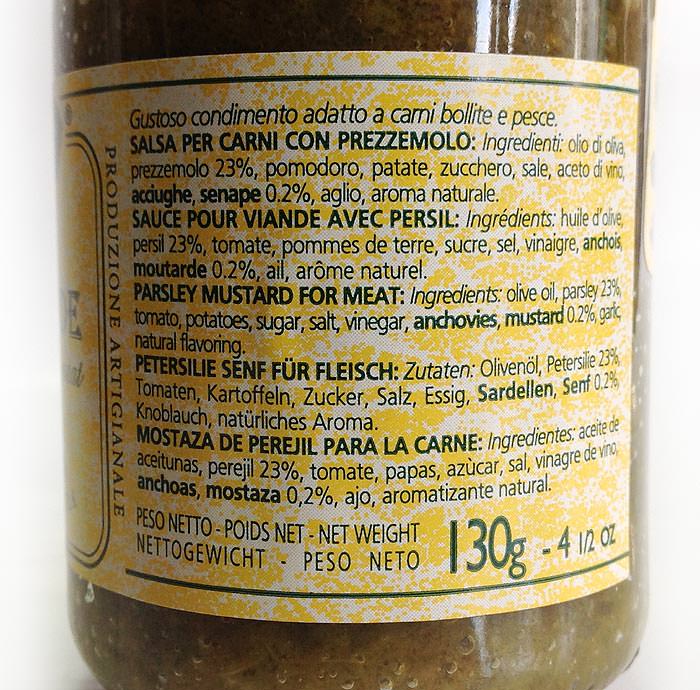 Gustoso condimento adatto a carni bollite e pesce.
SALSA PER CARNI CON PREZZEMOLO: Ingredienti: olio di oliva,
prezzemolo 23%, pomodoro, patate, zucchero, sale, aceto di vino,
acciughe, senape 0.2%, aglio, aroma naturale.
SAUCE POUR VIANDE AVEC PERSIL: Ingrédients: huile d'olive,
persil 23%, tomate, pommes de terre, sucre, sel, vinaigre, anchois,
moutarde 0.2%, ail, arôme naturel.
PARSLEY MUSTARD FOR MEAT: Ingredients: olive oil, parsley 23%,
tomato, potatoes, sugar, salt, vinegar, anchovies, mustard 0.2%, garlic,
natural flavoring.
PETERSILIE SENF FÜR FLEISCH: Zutaten: Olivenöl, Petersilie 23%,
Tomaten, Kartoffeln, Zucker, Salz, Essig, Sardellen, Senf 0.2%,
Knoblauch, natürliches Aroma.
MOSTAZA DE PEREJIL PARA LA CARNE: Ingredientes: aceite de
aceitunas, perejil 23%, tomate, papas, azùcar, sal, vinagre de vino,
anchoas, mostaza 0,2%, ajo, aromatizante natural.
PESO NETTO - POIDS NET - NET WEIGHT
NETTOGEWICHT - PESO NETO
130g - 4 1/2 OZ
PRODUZIONE ARTIGIANALE